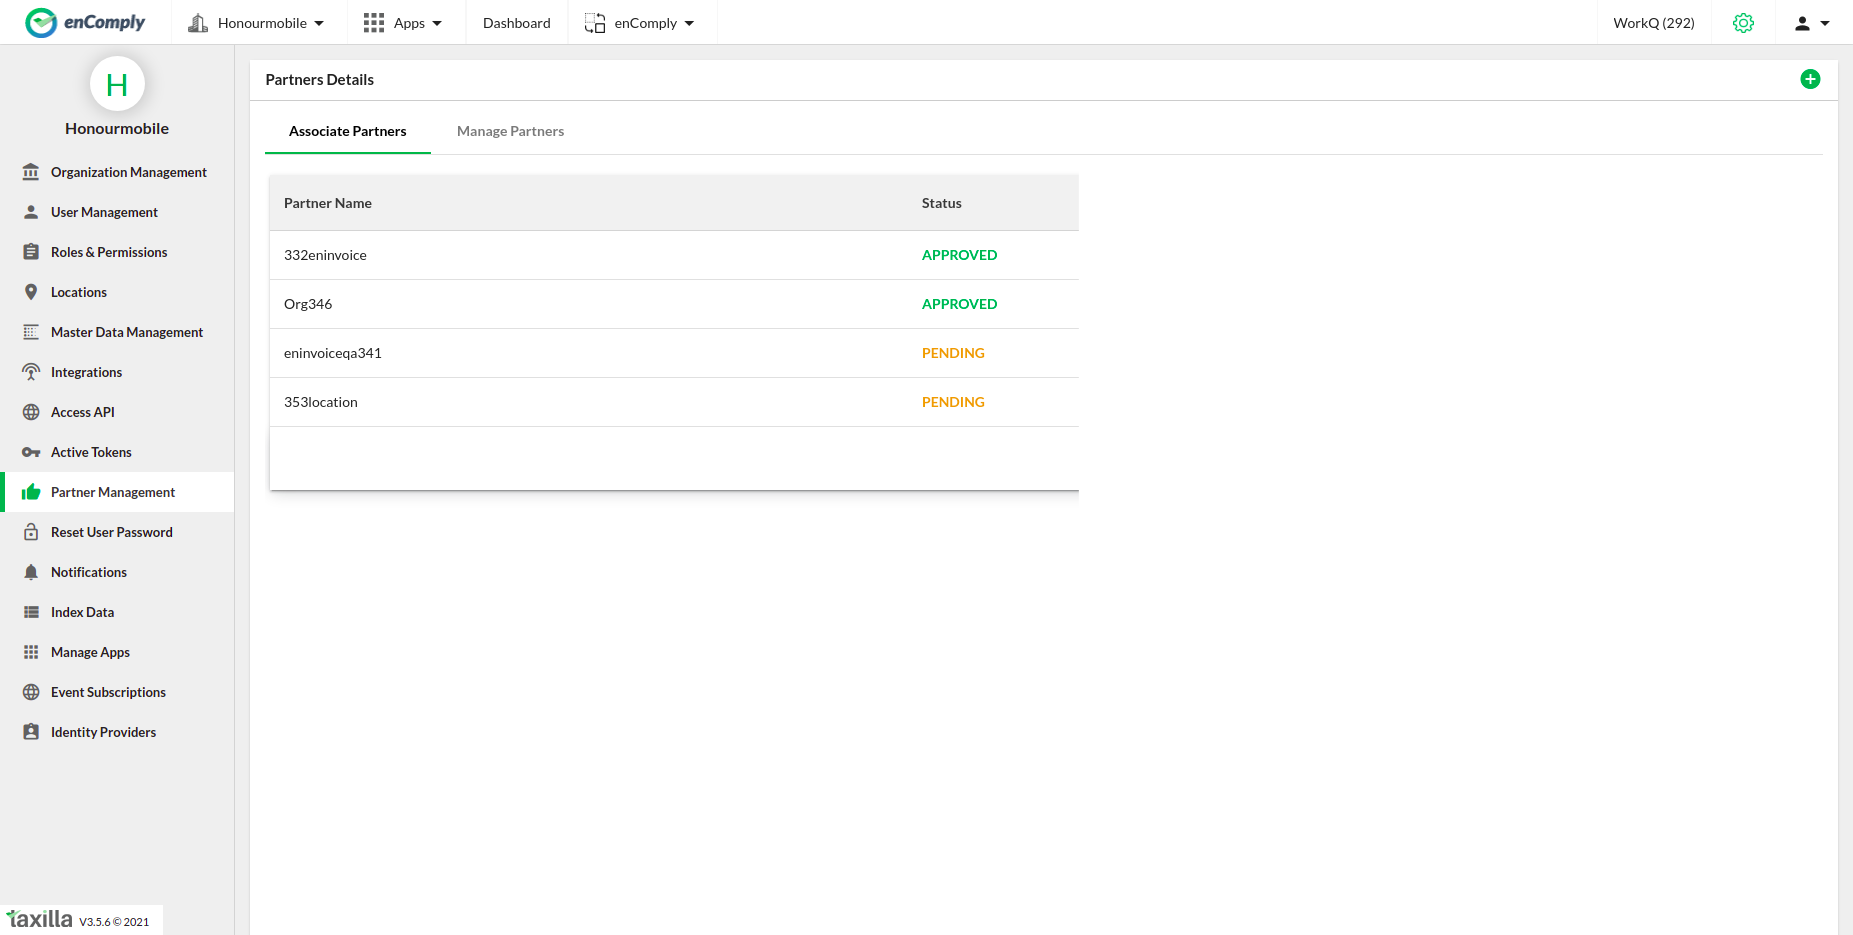 enComply
Honourmobile
Apps
Dashboard
enComply
WorkQ (292)
H
Honourmobile
Organization Management
User Management
Roles & Permissions
Locations
Master Data Management
Integrations
Access API
Active Tokens
Partner Management
Reset User Password
Notifications
Index Data
Manage Apps
Event Subscriptions
Identity Providers
taxilla V3.5.6 © 2021
Partners Details
Associate Partners Manage Partners
Partner Name Status
332eninvoice APPROVED
Org346 APPROVED
eninvoiceqa341 PENDING
353location PENDING